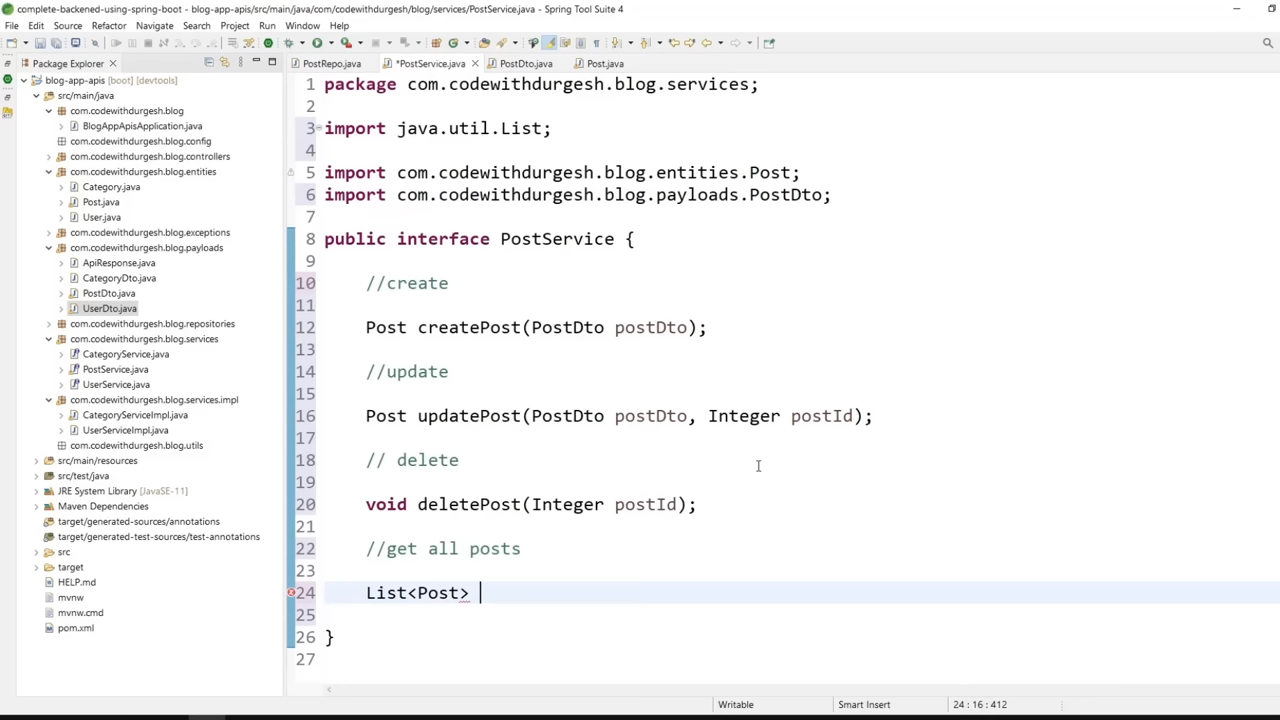 complete-backened-using-spring-boot - blog-app-apis/src/main/java/com/codewithdurgesh/blog/services/PostService.java - Spring Tool Suite 4
File Edit Source Refactor Navigate Search Project Run Window Help
Package Explorer
PostRepo.java
*PostService.java
PostDto.java
Post.java
blog-app-apis [boot] [devtools]
src/main/java
com.codewithdurgesh.blog
BlogAppApisApplication.java
com.codewithdurgesh.blog.config
com.codewithdurgesh.blog.controllers
com.codewithdurgesh.blog.entities
Category.java
Post.java
User.java
com.codewithdurgesh.blog.exceptions
com.codewithdurgesh.blog.payloads
ApiResponse.java
CategoryDto.java
PostDto.java
UserDto.java
com.codewithdurgesh.blog.repositories
com.codewithdurgesh.blog.services
CategoryService.java
PostService.java
UserService.java
com.codewithdurgesh.blog.services.impl
CategoryServiceImpl.java
UserServiceImpl.java
com.codewithdurgesh.blog.utils
src/main/resources
src/test/java
JRE System Library [JavaSE-11]
Maven Dependencies
target/generated-sources/annotations
target/generated-test-sources/test-annotations
src
target
HELP.md
mvnw
mvnw.cmd
pom.xml
1 package com.codewithdurgesh.blog.services;
2
3 import java.util.List;
4
5 import com.codewithdurgesh.blog.entities.Post;
6 import com.codewithdurgesh.blog.payloads.PostDto;
7
8 public interface PostService {
9
10 //create
11
12 Post createPost(PostDto postDto);
13
14 //update
15
16 Post updatePost(PostDto postDto, Integer postId);
17
18 // delete
19
20 void deletePost(Integer postId);
21
22 //get all posts
23
24 List<Post>
25
26 }
27
Writable
Smart Insert
24 : 16 : 412